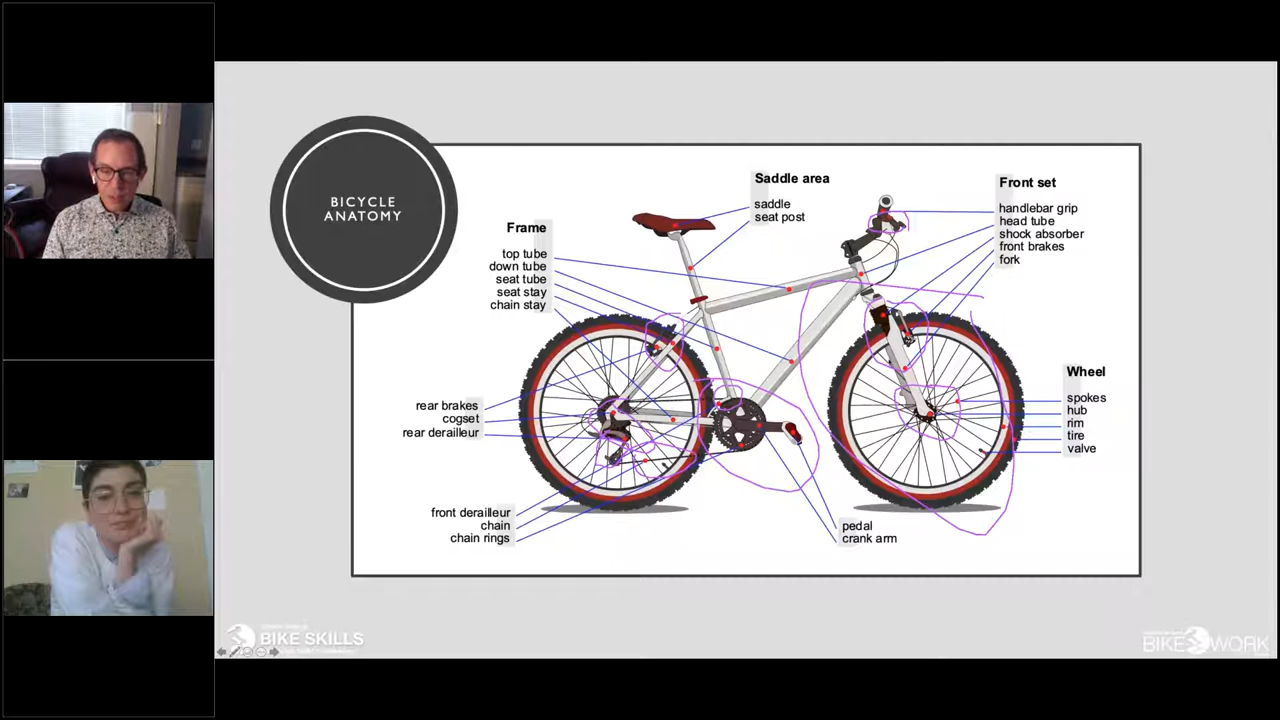 BICYCLE
ANATOMY
Saddle area
saddle
seat post
Front set
handlebar grip
head tube
shock absorber
front brakes
fork
Frame
top tube
down tube
seat tube
seat stay
chain stay
Wheel
spokes
hub
rim
tire
valve
rear brakes
cogset
rear derailleur
front derailleur
chain
chain rings
pedal
crank arm
BIKE SKILLS
BIKE WORK